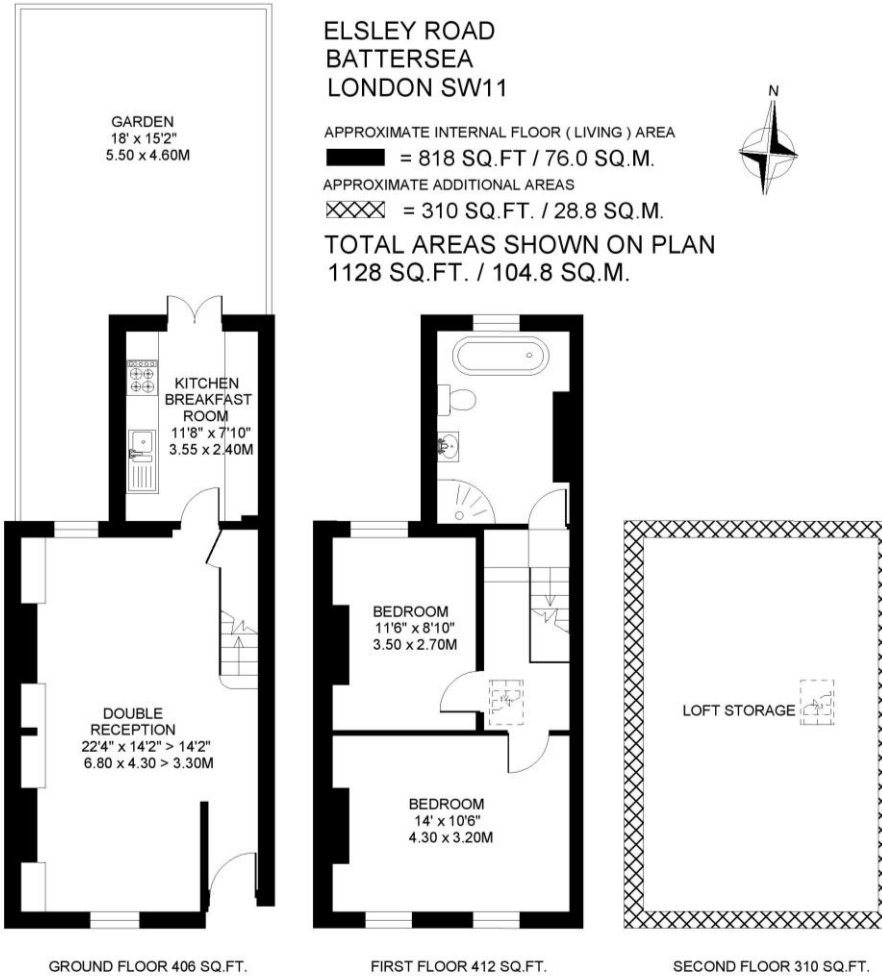 ELSLEY ROAD
BATTERSEA
LONDON SW11
APPROXIMATE INTERNAL FLOOR ( LIVING ) AREA
= 818 SQ.FT / 76.0 SQ.M.
APPROXIMATE ADDITIONAL AREAS
= 310 SQ.FT. / 28.8 SQ.M.
TOTAL AREAS SHOWN ON PLAN
1128 SQ.FT. / 104.8 SQ.M.
N
GARDEN
18' x 15'2"
5.50 x 4.60M
KITCHEN
BREAKFAST
ROOM
11'8" x 7'10"
3.55 x 2.40M
DOUBLE
RECEPTION
22'4" x 14'2" > 14'2"
6.80 x 4.30 > 3.30M
BEDROOM
11'6" x 8'10"
3.50 x 2.70M
BEDROOM
14' x 10'6"
4.30 x 3.20M
LOFT STORAGE
GROUND FLOOR 406 SQ.FT.
FIRST FLOOR 412 SQ.FT.
SECOND FLOOR 310 SQ.FT.